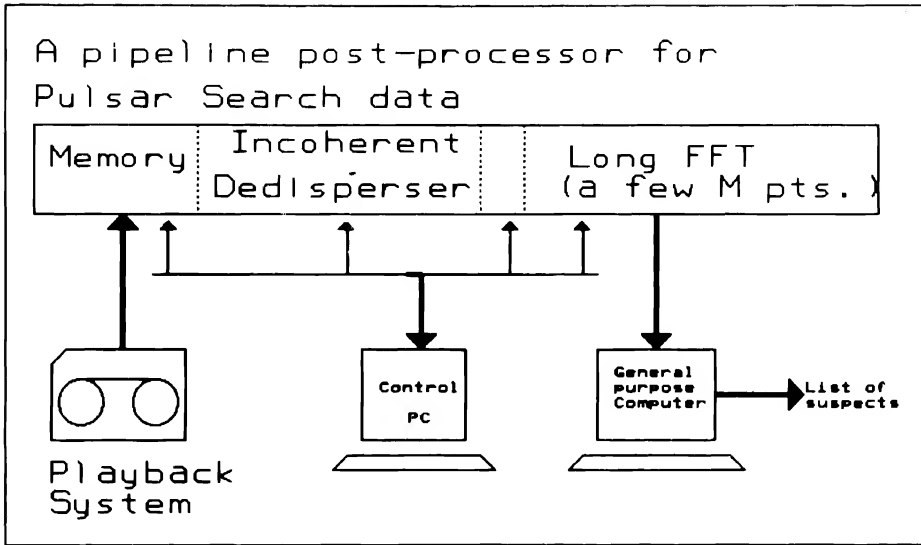 A pipeline post-processor for
Pulsar Search data
Memory
Incoherent
Dedisperser
Long FFT
(a few M pts.)
Control
PC
General
purpose
Computer
List of
suspects
Playback
System